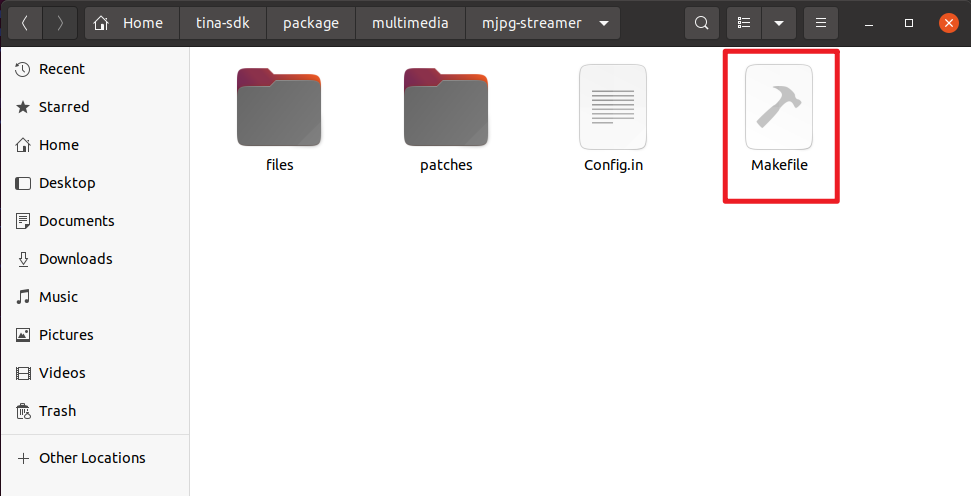 Home
tina-sdk
package
multimedia
mjpg-streamer
Recent
Starred
Home
Desktop
Documents
Downloads
Music
Pictures
Videos
Trash
Other Locations
files
patches
Config.in
Makefile